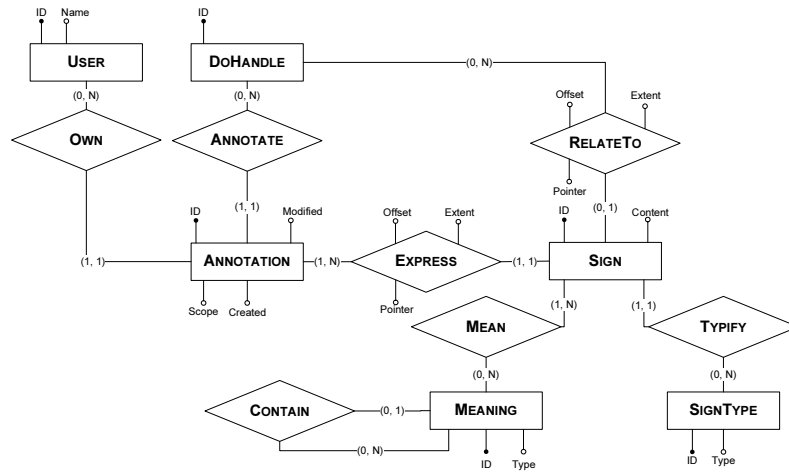 ID
Name
ID
USER
DOHANDLE
(0, N)
(0, N)
(0, N)
Offset
Extent
OWN
ANNOTATE
RELATETO
Pointer
ID
(1, 1)
Modified
Offset
Extent
ID
(0, 1)
Content
(1, 1)
ANNOTATION
(1, N)
EXPRESS
(1, 1)
SIGN
Scope
Created
Pointer
(1, N)
(1, 1)
MEAN
TYPIFY
(0, N)
(0, N)
CONTAIN
(0, 1)
MEANING
SIGNTYPE
(0, N)
ID
Type
ID
Type